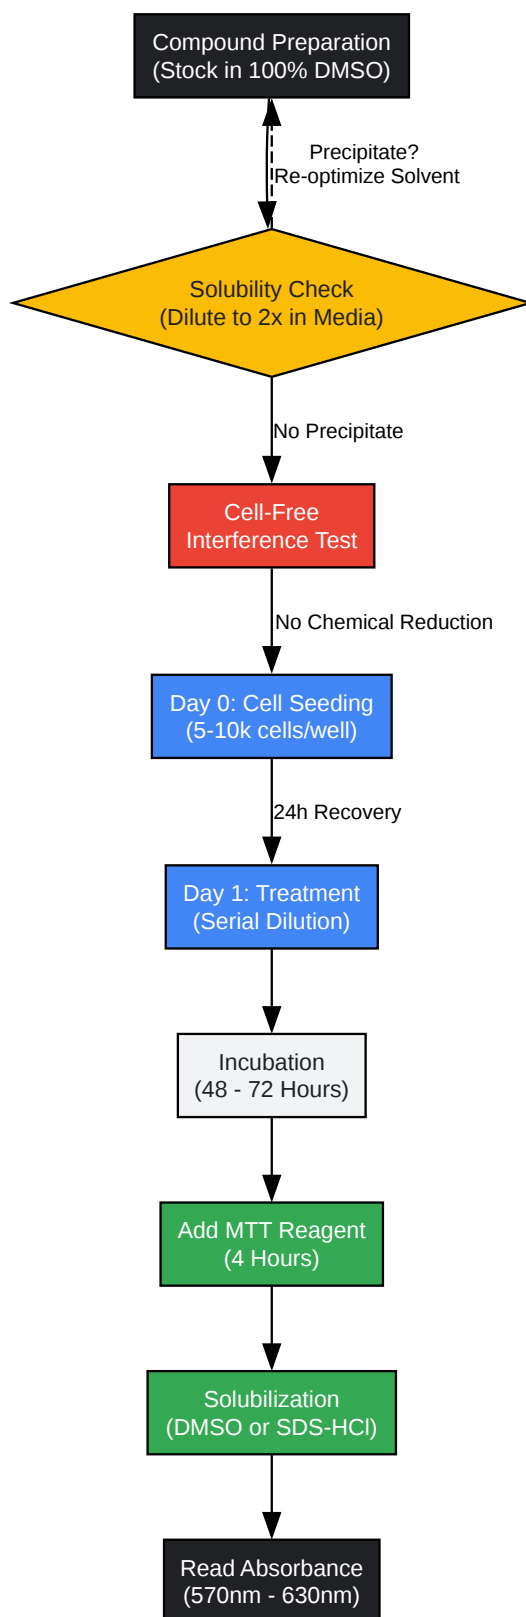 Compound Preparation
(Stock in 100% DMSO)
Precipitate?
Re-optimize Solvent
Solubility Check
(Dilute to 2x in Media)
No Precipitate
Cell-Free
Interference Test
No Chemical Reduction
Day 0: Cell Seeding
(5-10k cells/well)
24h Recovery
Day 1: Treatment
(Serial Dilution)
Incubation
(48 - 72 Hours)
Add MTT Reagent
(4 Hours)
Solubilization
(DMSO or SDS-HCl)
Read Absorbance
(570nm - 630nm)